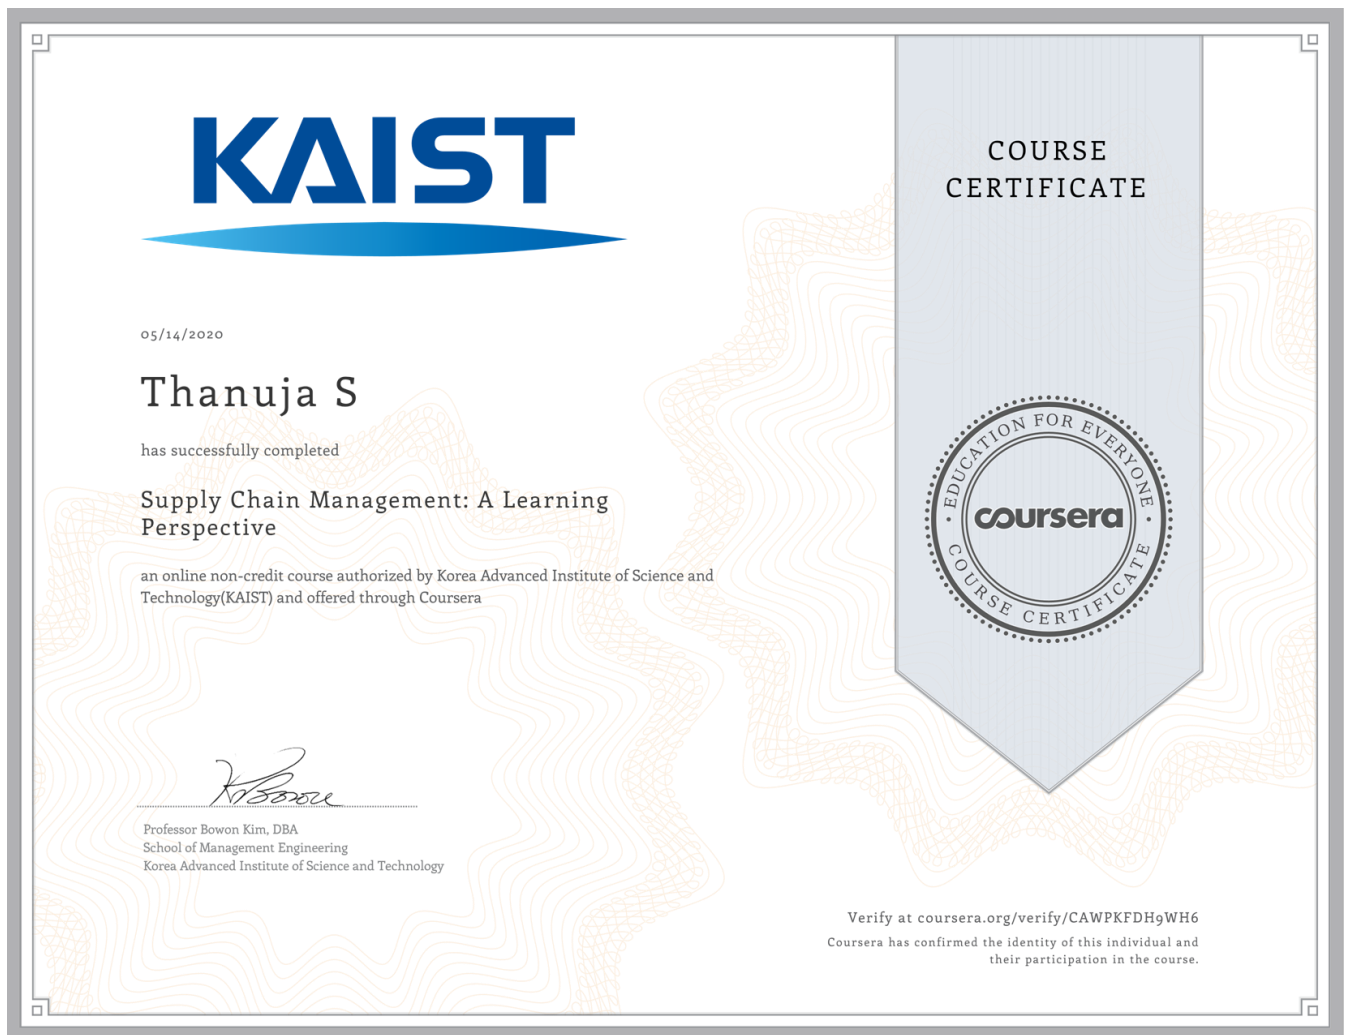 KAIST
COURSE
CERTIFICATE
05/14/2020
Thanuja S
has successfully completed
Supply Chain Management: A Learning
Perspective
an online non-credit course authorized by Korea Advanced Institute of Science and
Technology(KAIST) and offered through Coursera
EDUCATION FOR EVERYONE
coursera
COURSE CERTIFICATE
Professor Bowon Kim, DBA
School of Management Engineering
Korea Advanced Institute of Science and Technology
Verify at coursera.org/verify/CAWPKFDH9WH6
Coursera has confirmed the identity of this individual and
their participation in the course.